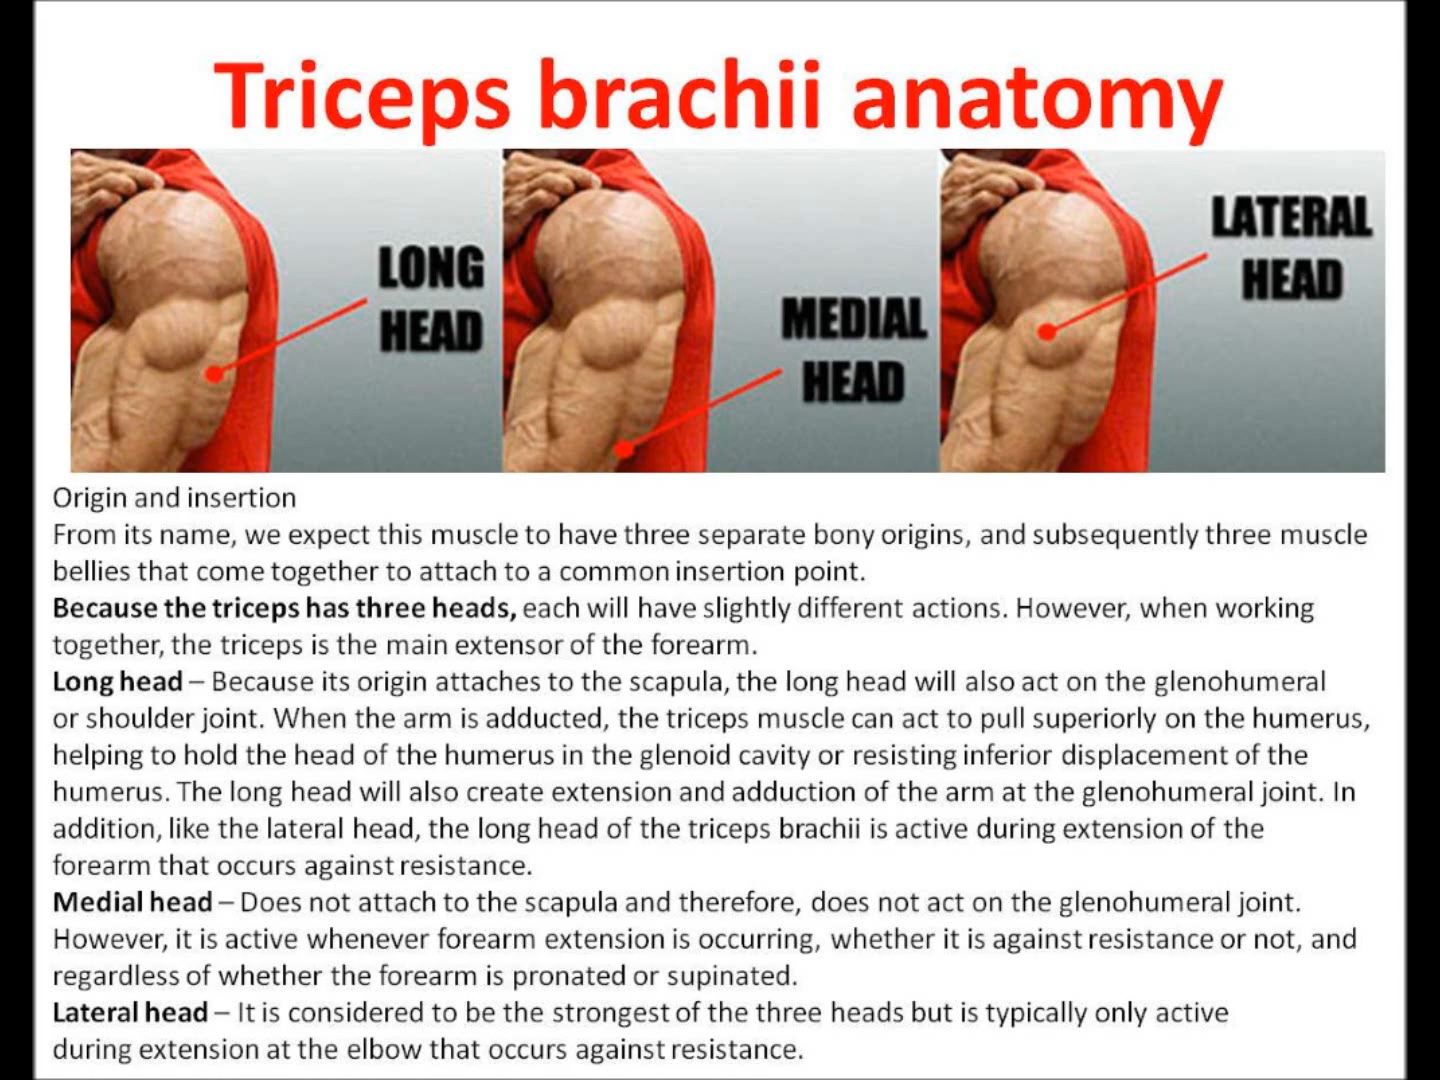 Triceps brachii anatomy
LONG
HEAD
MEDIAL
HEAD
LATERAL
HEAD
Origin and insertion
From its name, we expect this muscle to have three separate bony origins, and subsequently three muscle
bellies that come together to attach to a common insertion point.
Because the triceps has three heads, each will have slightly different actions. However, when working
together, the triceps is the main extensor of the forearm.
Long head – Because its origin attaches to the scapula, the long head will also act on the glenohumeral
or shoulder joint. When the arm is adducted, the triceps muscle can act to pull superiorly on the humerus,
helping to hold the head of the humerus in the glenoid cavity or resisting inferior displacement of the
humerus. The long head will also create extension and adduction of the arm at the glenohumeral joint. In
addition, like the lateral head, the long head of the triceps brachii is active during extension of the
forearm that occurs against resistance.
Medial head – Does not attach to the scapula and therefore, does not act on the glenohumeral joint.
However, it is active whenever forearm extension is occurring, whether it is against resistance or not, and
regardless of whether the forearm is pronated or supinated.
Lateral head – It is considered to be the strongest of the three heads but is typically only active
during extension at the elbow that occurs against resistance.